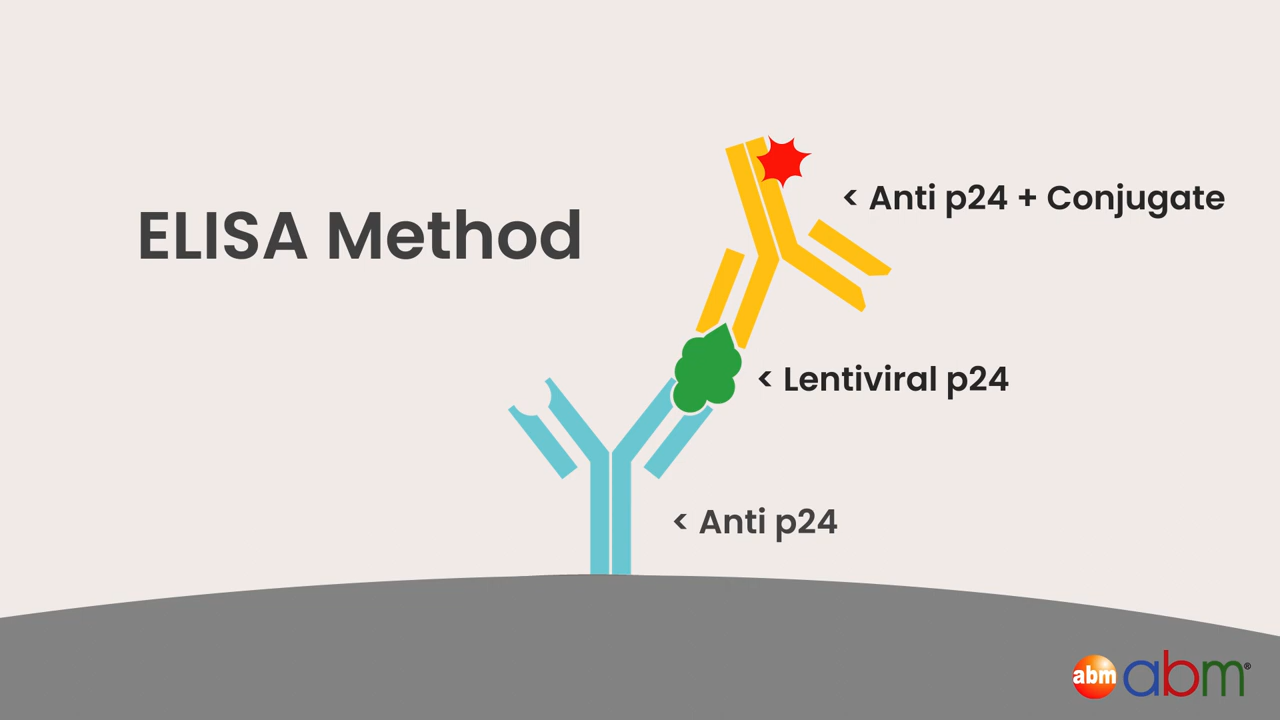 ELISA Method
< Anti p24 + Conjugate
< Lentiviral p24
< Anti p24
abm abm®